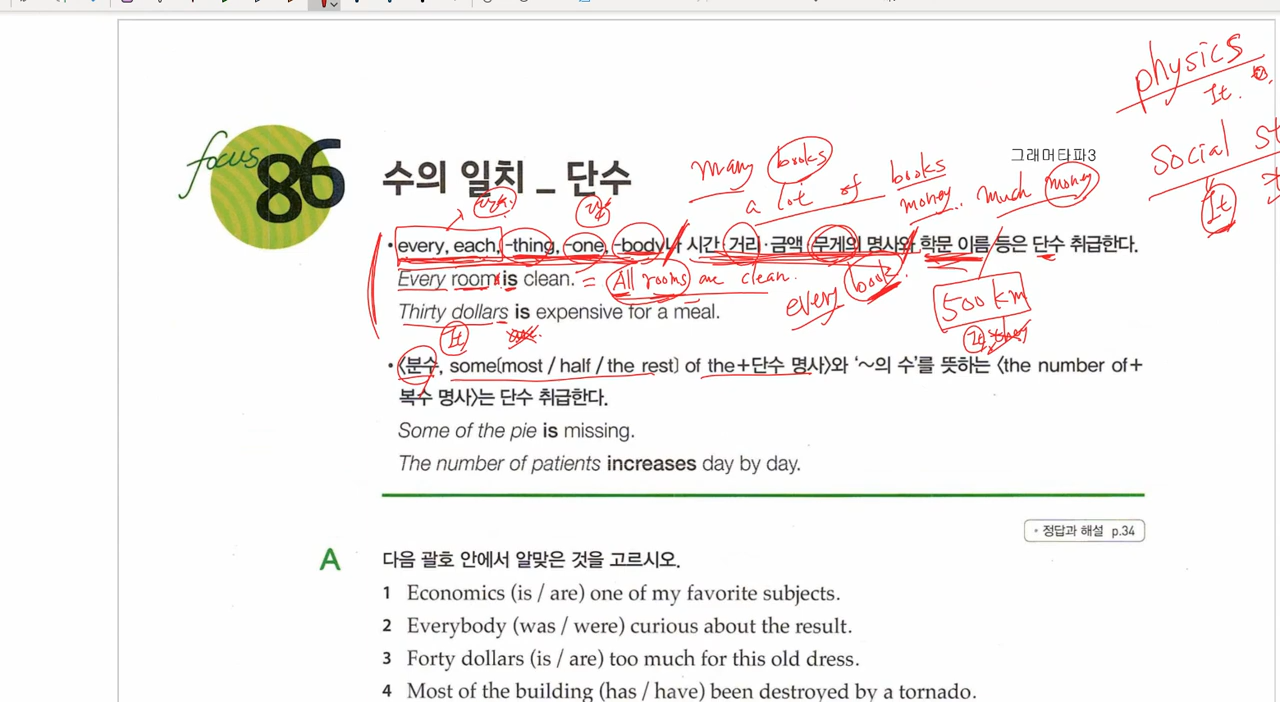 physics
It.
Social St
It
focus 86
수의 일치 _ 단수
그래머타파3
many books
a lot of books
money.
much money
• every, each, -thing, -one, -body나 시간·거리·금액·무게의 명사와 학문 이름 등은 단수 취급한다.
Every room is clean. = All rooms are clean.
every book.
500 km
Thirty dollars is expensive for a meal.
It
It
• 〈분수, some(most / half / the rest) of the+단수 명사〉와 '~의 수'를 뜻하는 〈the number of+
복수 명사〉는 단수 취급한다.
Some of the pie is missing.
The number of patients increases day by day.
• 정답과 해설 p.34
A 다음 괄호 안에서 알맞은 것을 고르시오.
1 Economics (is / are) one of my favorite subjects.
2 Everybody (was / were) curious about the result.
3 Forty dollars (is / are) too much for this old dress.
4 Most of the building (has / have) been destroyed by a tornado.